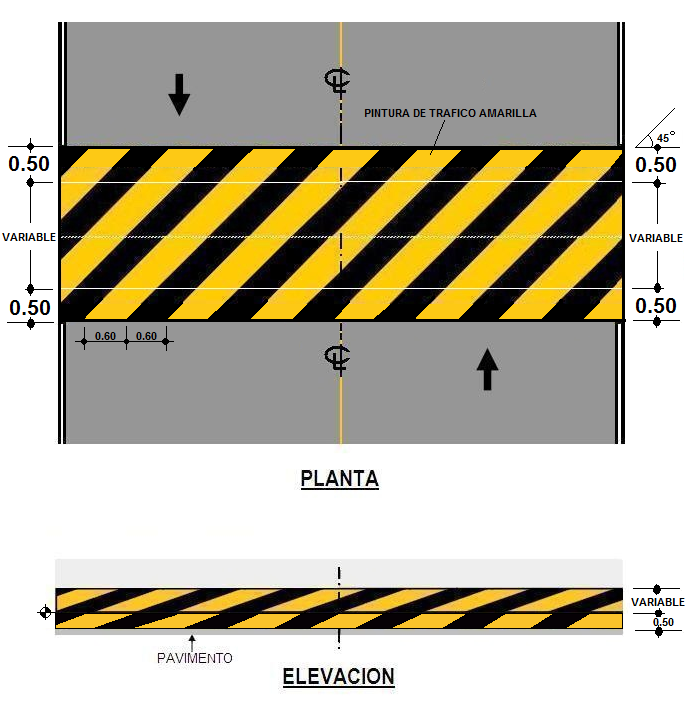 PINTURA DE TRAFICO AMARILLA
45°
0.50
0.50
VARIABLE
VARIABLE
0.50
0.50
0.60
0.60
PLANTA
VARIABLE
0.50
PAVIMENTO
ELEVACION